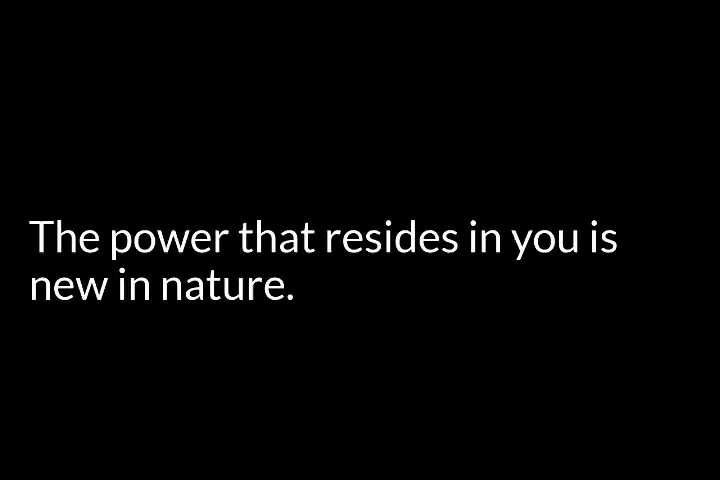 The power that resides in you is
new in nature.